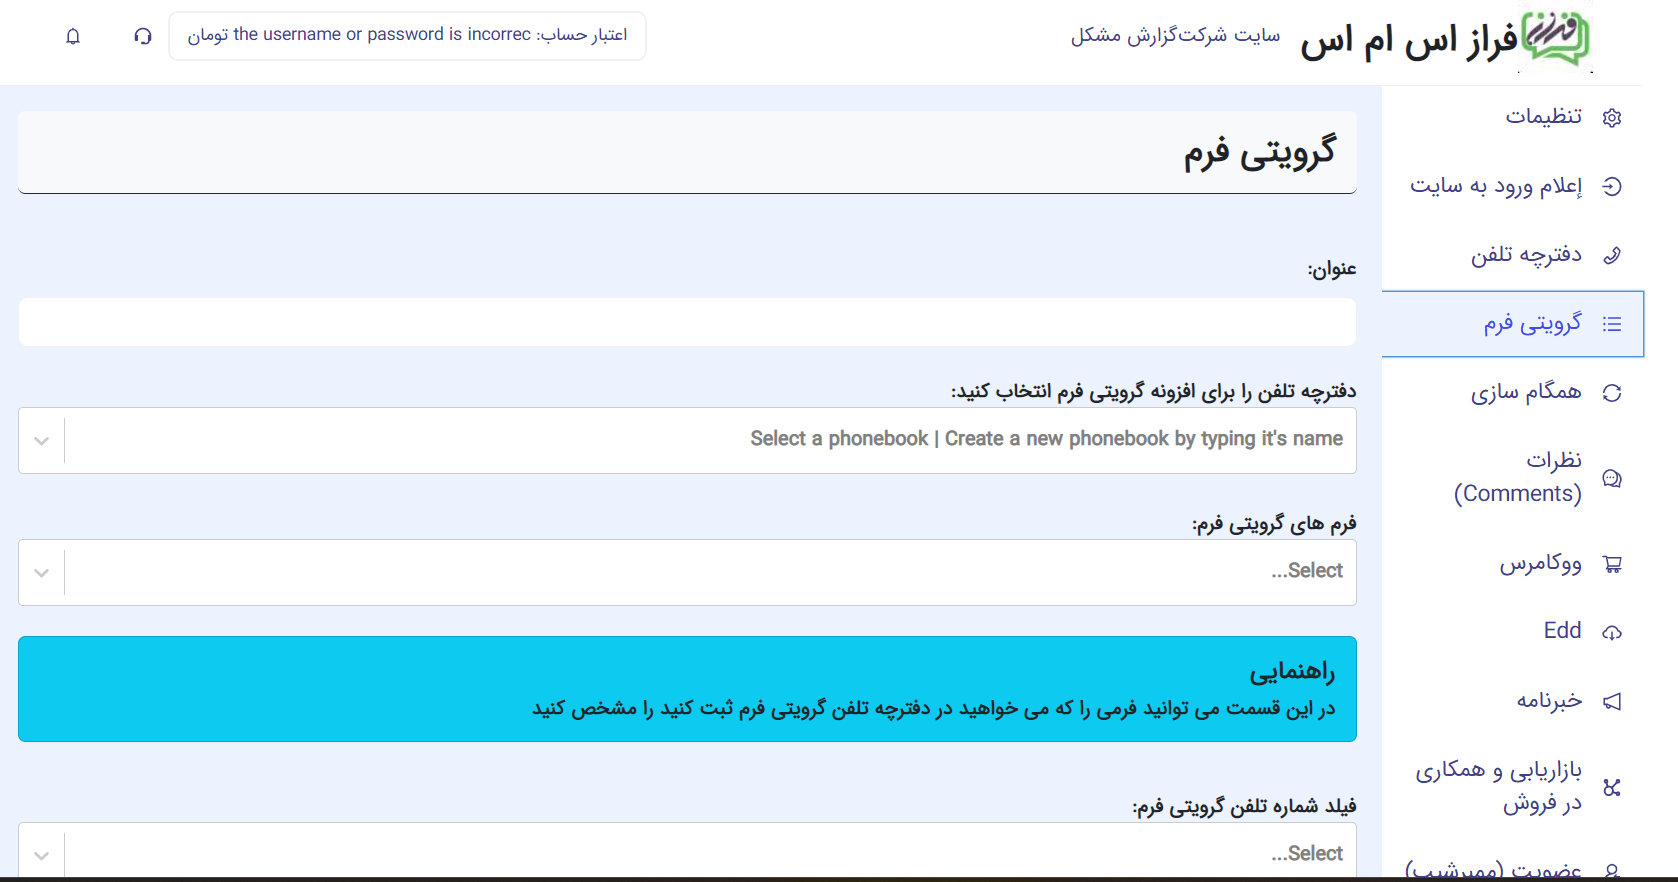 فراز اس ام اس
سایت شرکت
گزارش مشکل
اعتبار حساب: the username or password is incorrec تومان
تنظیمات
إعلام ورود به سایت
دفترچه تلفن
گرویتی فرم
همگام سازی
نظرات
(Comments)
ووکامرس
Edd
خبرنامه
بازاریابی و همکاری
در فروش
عضویت (ممبرشیپ)
گرویتی فرم
عنوان:
دفترچه تلفن را برای افزونه گرویتی فرم انتخاب کنید:
Select a phonebook | Create a new phonebook by typing it's name
فرم های گرویتی فرم:
Select...
راهنمایی
در این قسمت می توانید فرمی را که می خواهید در دفترچه تلفن گرویتی فرم ثبت کنید را مشخص کنید
فیلد شماره تلفن گرویتی فرم:
Select...